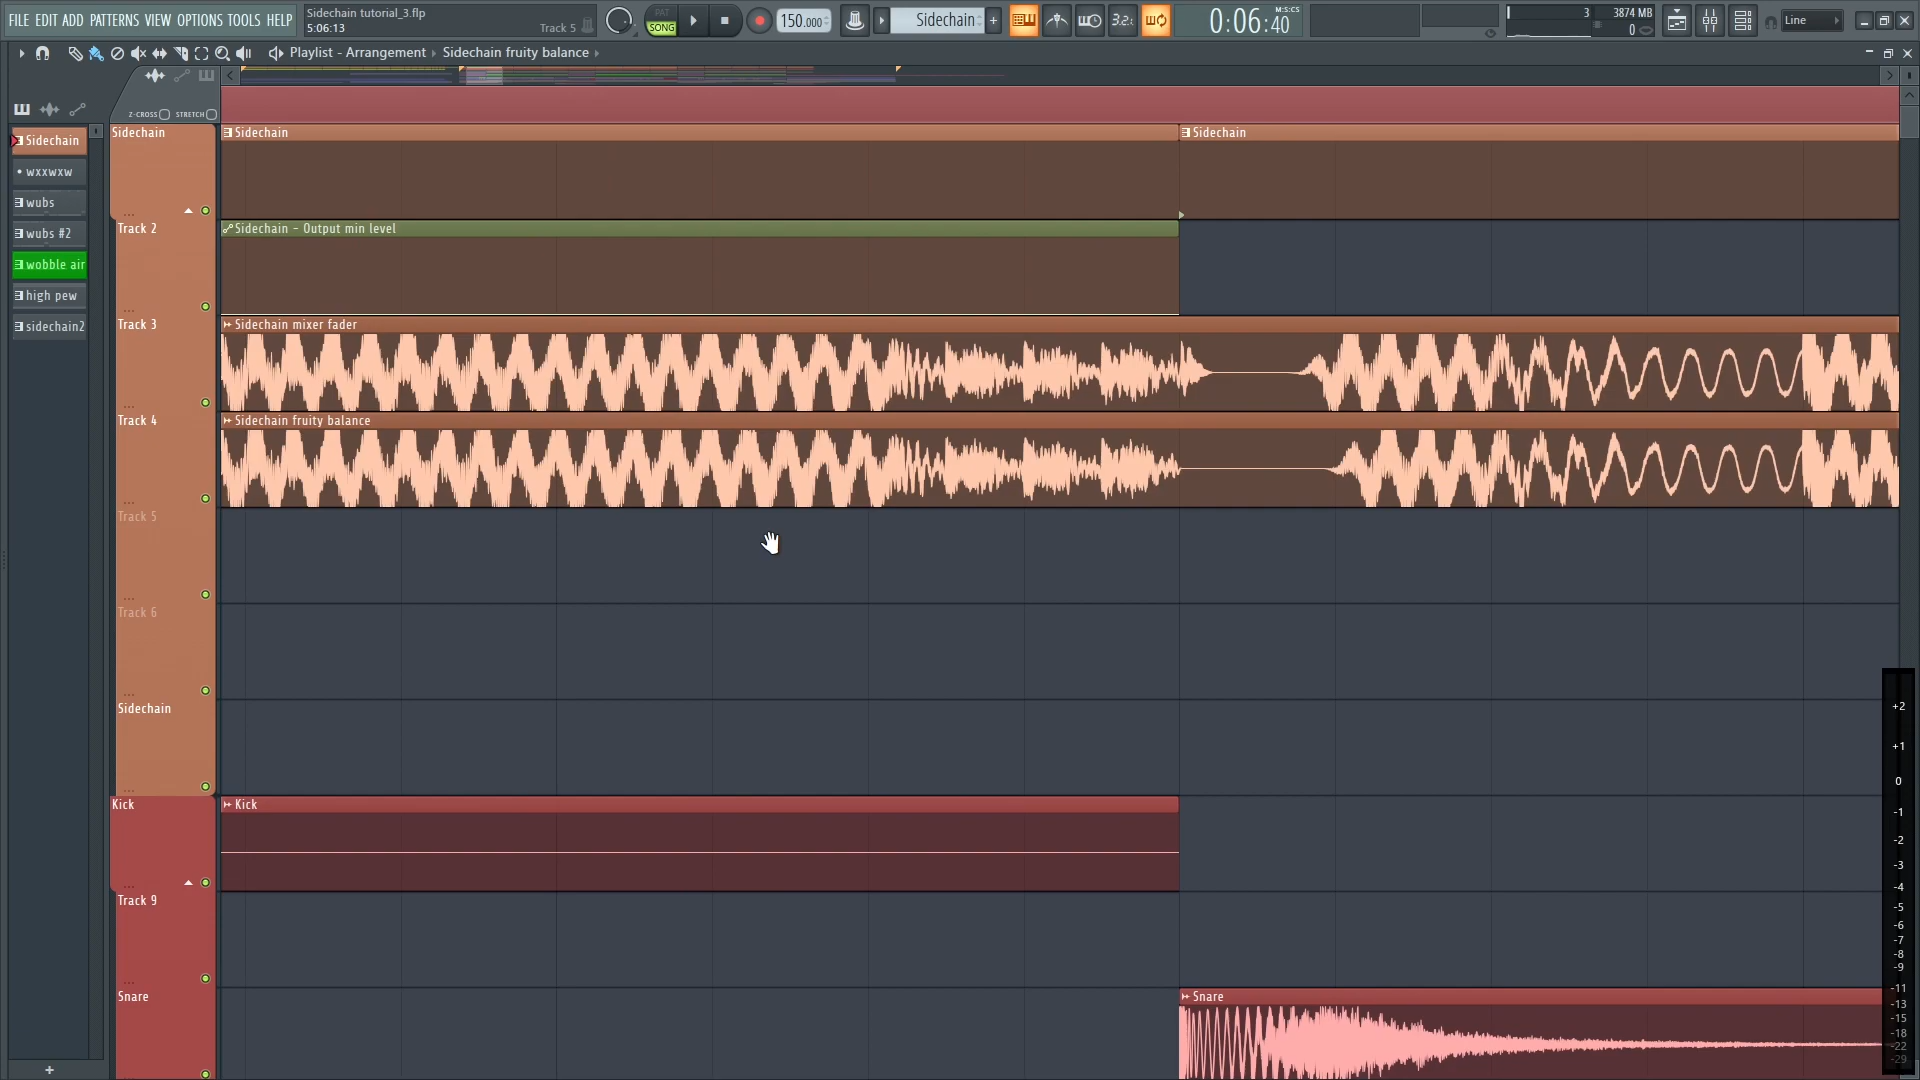 FILE EDIT ADD PATTERNS VIEW OPTIONS TOOLS HELP
Sidechain tutorial_3.flp
5:06:13
Track 5
PAT
SONG
150.000
Sidechain
+
3.2.
0:06:40
M:S:CS
3
3874 MB
0
Line
Playlist - Arrangement › Sidechain fruity balance ›
Z-CROSS
STRETCH
Sidechain
wxxwxw
wubs
wubs #2
wobble air
high pew
sidechain2
+
Sidechain
Sidechain
Sidechain
Track 2
Sidechain - Output min level
Track 3
Sidechain mixer fader
Track 4
Sidechain fruity balance
Track 5
Track 6
Sidechain
Kick
Kick
Track 9
Snare
Snare
+2
+1
0
-1
-2
-3
-4
-5
-6
-7
-8
-9
-11
-13
-15
-18
-22
-29